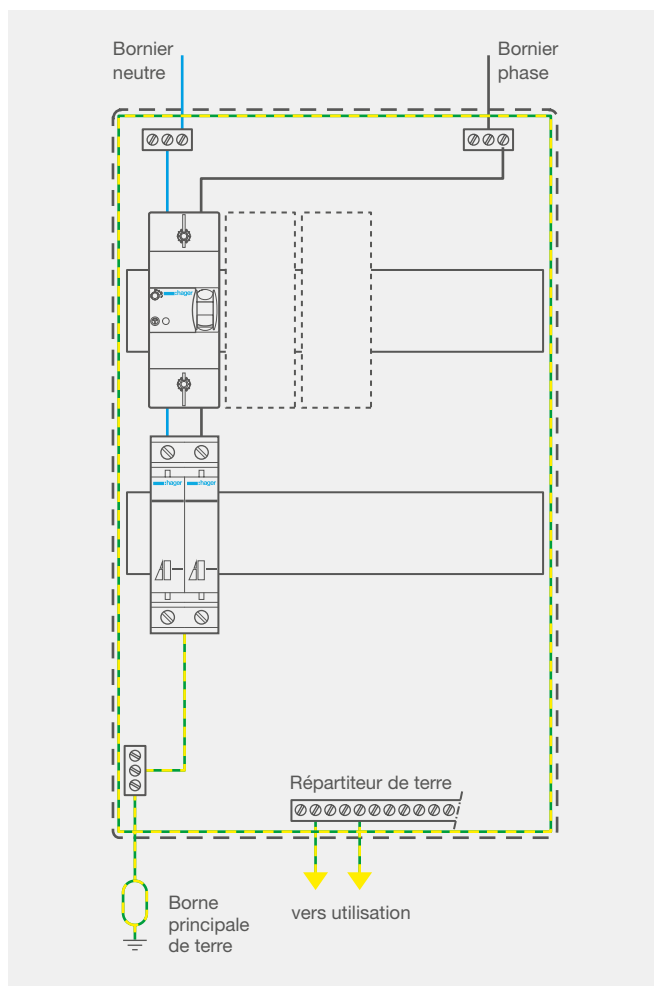 Bornier
neutre
Bornier
phase
:hager
:hager
:hager
Répartiteur de terre
Borne
principale
de terre
vers utilisation